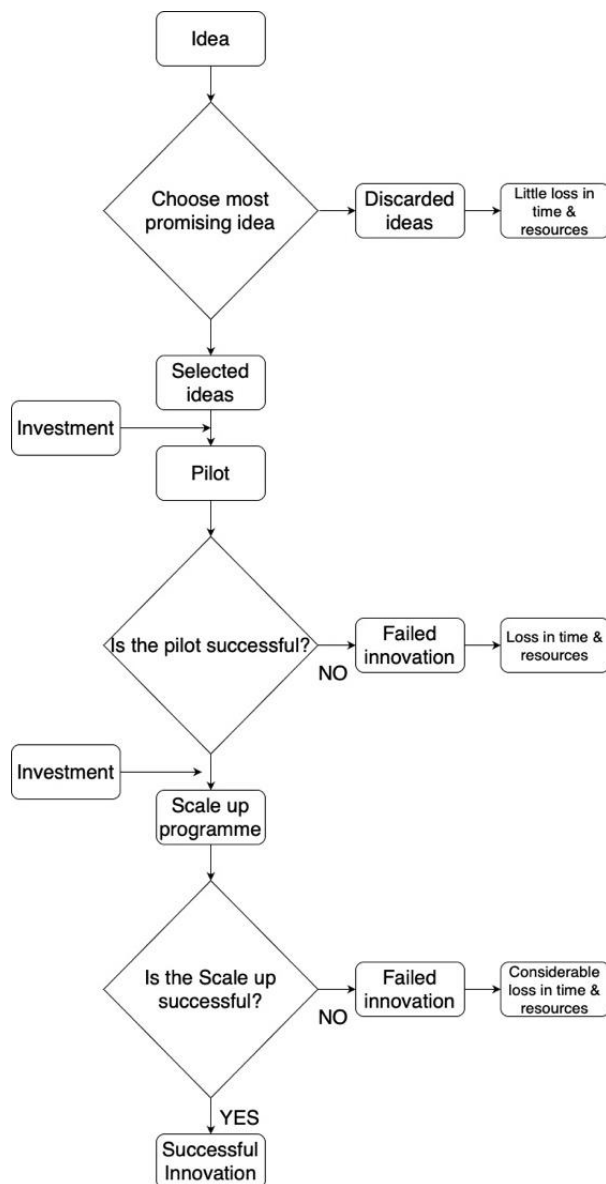 Idea
Choose most
promising idea
Discarded
ideas
Little loss in
time &
resources
Selected
ideas
Investment
Pilot
Is the pilot successful?
NO
Failed
innovation
Loss in time &
resources
Investment
Scale up
programme
Is the Scale up
successful?
NO
Failed
innovation
Considerable
loss in time &
resources
YES
Successful
Innovation